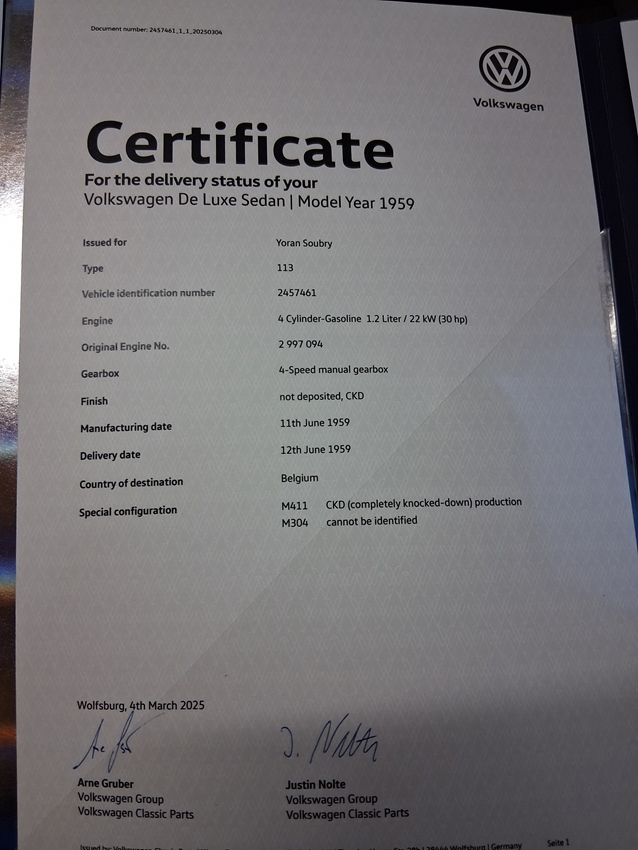 Document number: 2457461_1_1_20250304
Volkswagen
Certificate
For the delivery status of your
Volkswagen De Luxe Sedan | Model Year 1959
Issued for Yoran Soubry
Type 113
Vehicle identification number 2457461
Engine 4 Cylinder-Gasoline 1.2 Liter / 22 kW (30 hp)
Original Engine No. 2 997 094
Gearbox 4-Speed manual gearbox
Finish not deposited, CKD
Manufacturing date 11th June 1959
Delivery date 12th June 1959
Country of destination Belgium
Special configuration M411 CKD (completely knocked-down) production
M304 cannot be identified
Wolfsburg, 4th March 2025
J. Nolte
Arne Gruber Justin Nolte
Volkswagen Group Volkswagen Group
Volkswagen Classic Parts Volkswagen Classic Parts
Issued by: Volkswagen Wolfsburg | Germany Seite 1